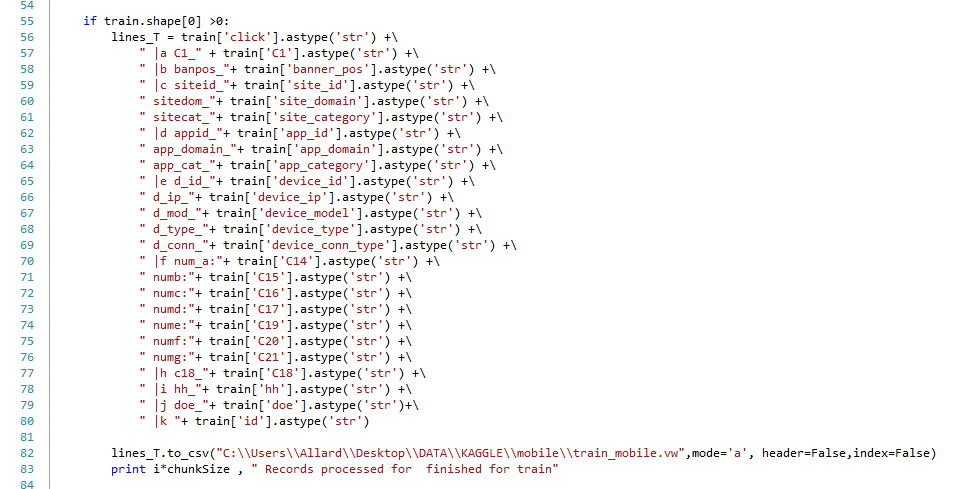 54
55 if train.shape[0] >0:
56 lines_T = train['click'].astype('str') +\
57 " |a C1_" + train['C1'].astype('str') +\
58 " |b banpos_"+ train['banner_pos'].astype('str') +\
59 " |c siteid_"+ train['site_id'].astype('str') +\
60 " sitedom_"+ train['site_domain'].astype('str') +\
61 " sitecat_"+ train['site_category'].astype('str') +\
62 " |d appid_"+ train['app_id'].astype('str') +\
63 " app_domain_"+ train['app_domain'].astype('str') +\
64 " app_cat_"+ train['app_category'].astype('str') +\
65 " |e d_id_"+ train['device_id'].astype('str') +\
66 " d_ip_"+ train['device_ip'].astype('str') +\
67 " d_mod_"+ train['device_model'].astype('str') +\
68 " d_type_"+ train['device_type'].astype('str') +\
69 " d_conn_"+ train['device_conn_type'].astype('str') +\
70 " |f num_a:"+ train['C14'].astype('str') +\
71 " numb:"+ train['C15'].astype('str') +\
72 " numc:"+ train['C16'].astype('str') +\
73 " numd:"+ train['C17'].astype('str') +\
74 " nume:"+ train['C19'].astype('str') +\
75 " numf:"+ train['C20'].astype('str') +\
76 " numg:"+ train['C21'].astype('str') +\
77 " |h c18_"+ train['C18'].astype('str') +\
78 " |i hh_"+ train['hh'].astype('str') +\
79 " |j doe_"+ train['doe'].astype('str')+\
80 " |k "+ train['id'].astype('str')
81
82 lines_T.to_csv("C:\\Users\\Allard\\Desktop\\DATA\\KAGGLE\\mobile\\train_mobile.vw",mode='a', header=False,index=False)
83 print i*chunkSize , " Records processed for  finished for train"
84